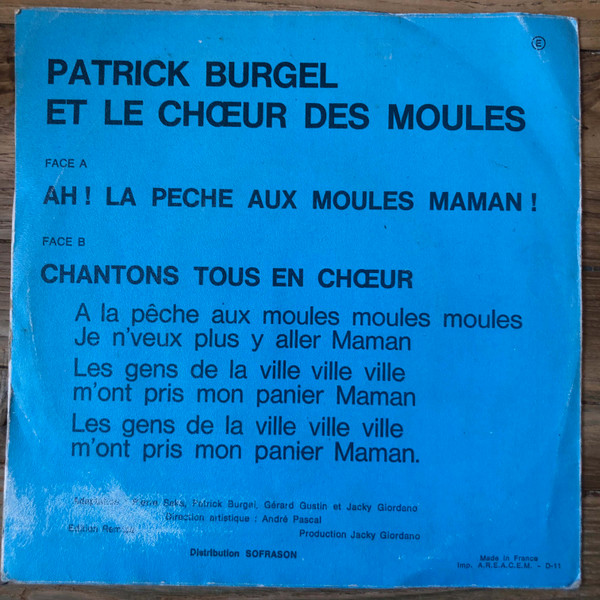 E
PATRICK BURGEL
ET LE CHŒUR DES MOULES
FACE A
AH ! LA PECHE AUX MOULES MAMAN !
FACE B
CHANTONS TOUS EN CHŒUR
A la pêche aux moules moules moules
Je n'veux plus y aller Maman
Les gens de la ville ville ville
m'ont pris mon panier Maman
Les gens de la ville ville ville
m'ont pris mon panier Maman.
Patrick Burgel, Gérard Gustin et Jacky Giordano
Direction artistique : André Pascal
Production Jacky Giordano
Distribution SOFRASON
Made in France
Imp. A.R.E.A.C.E.M. - D-11